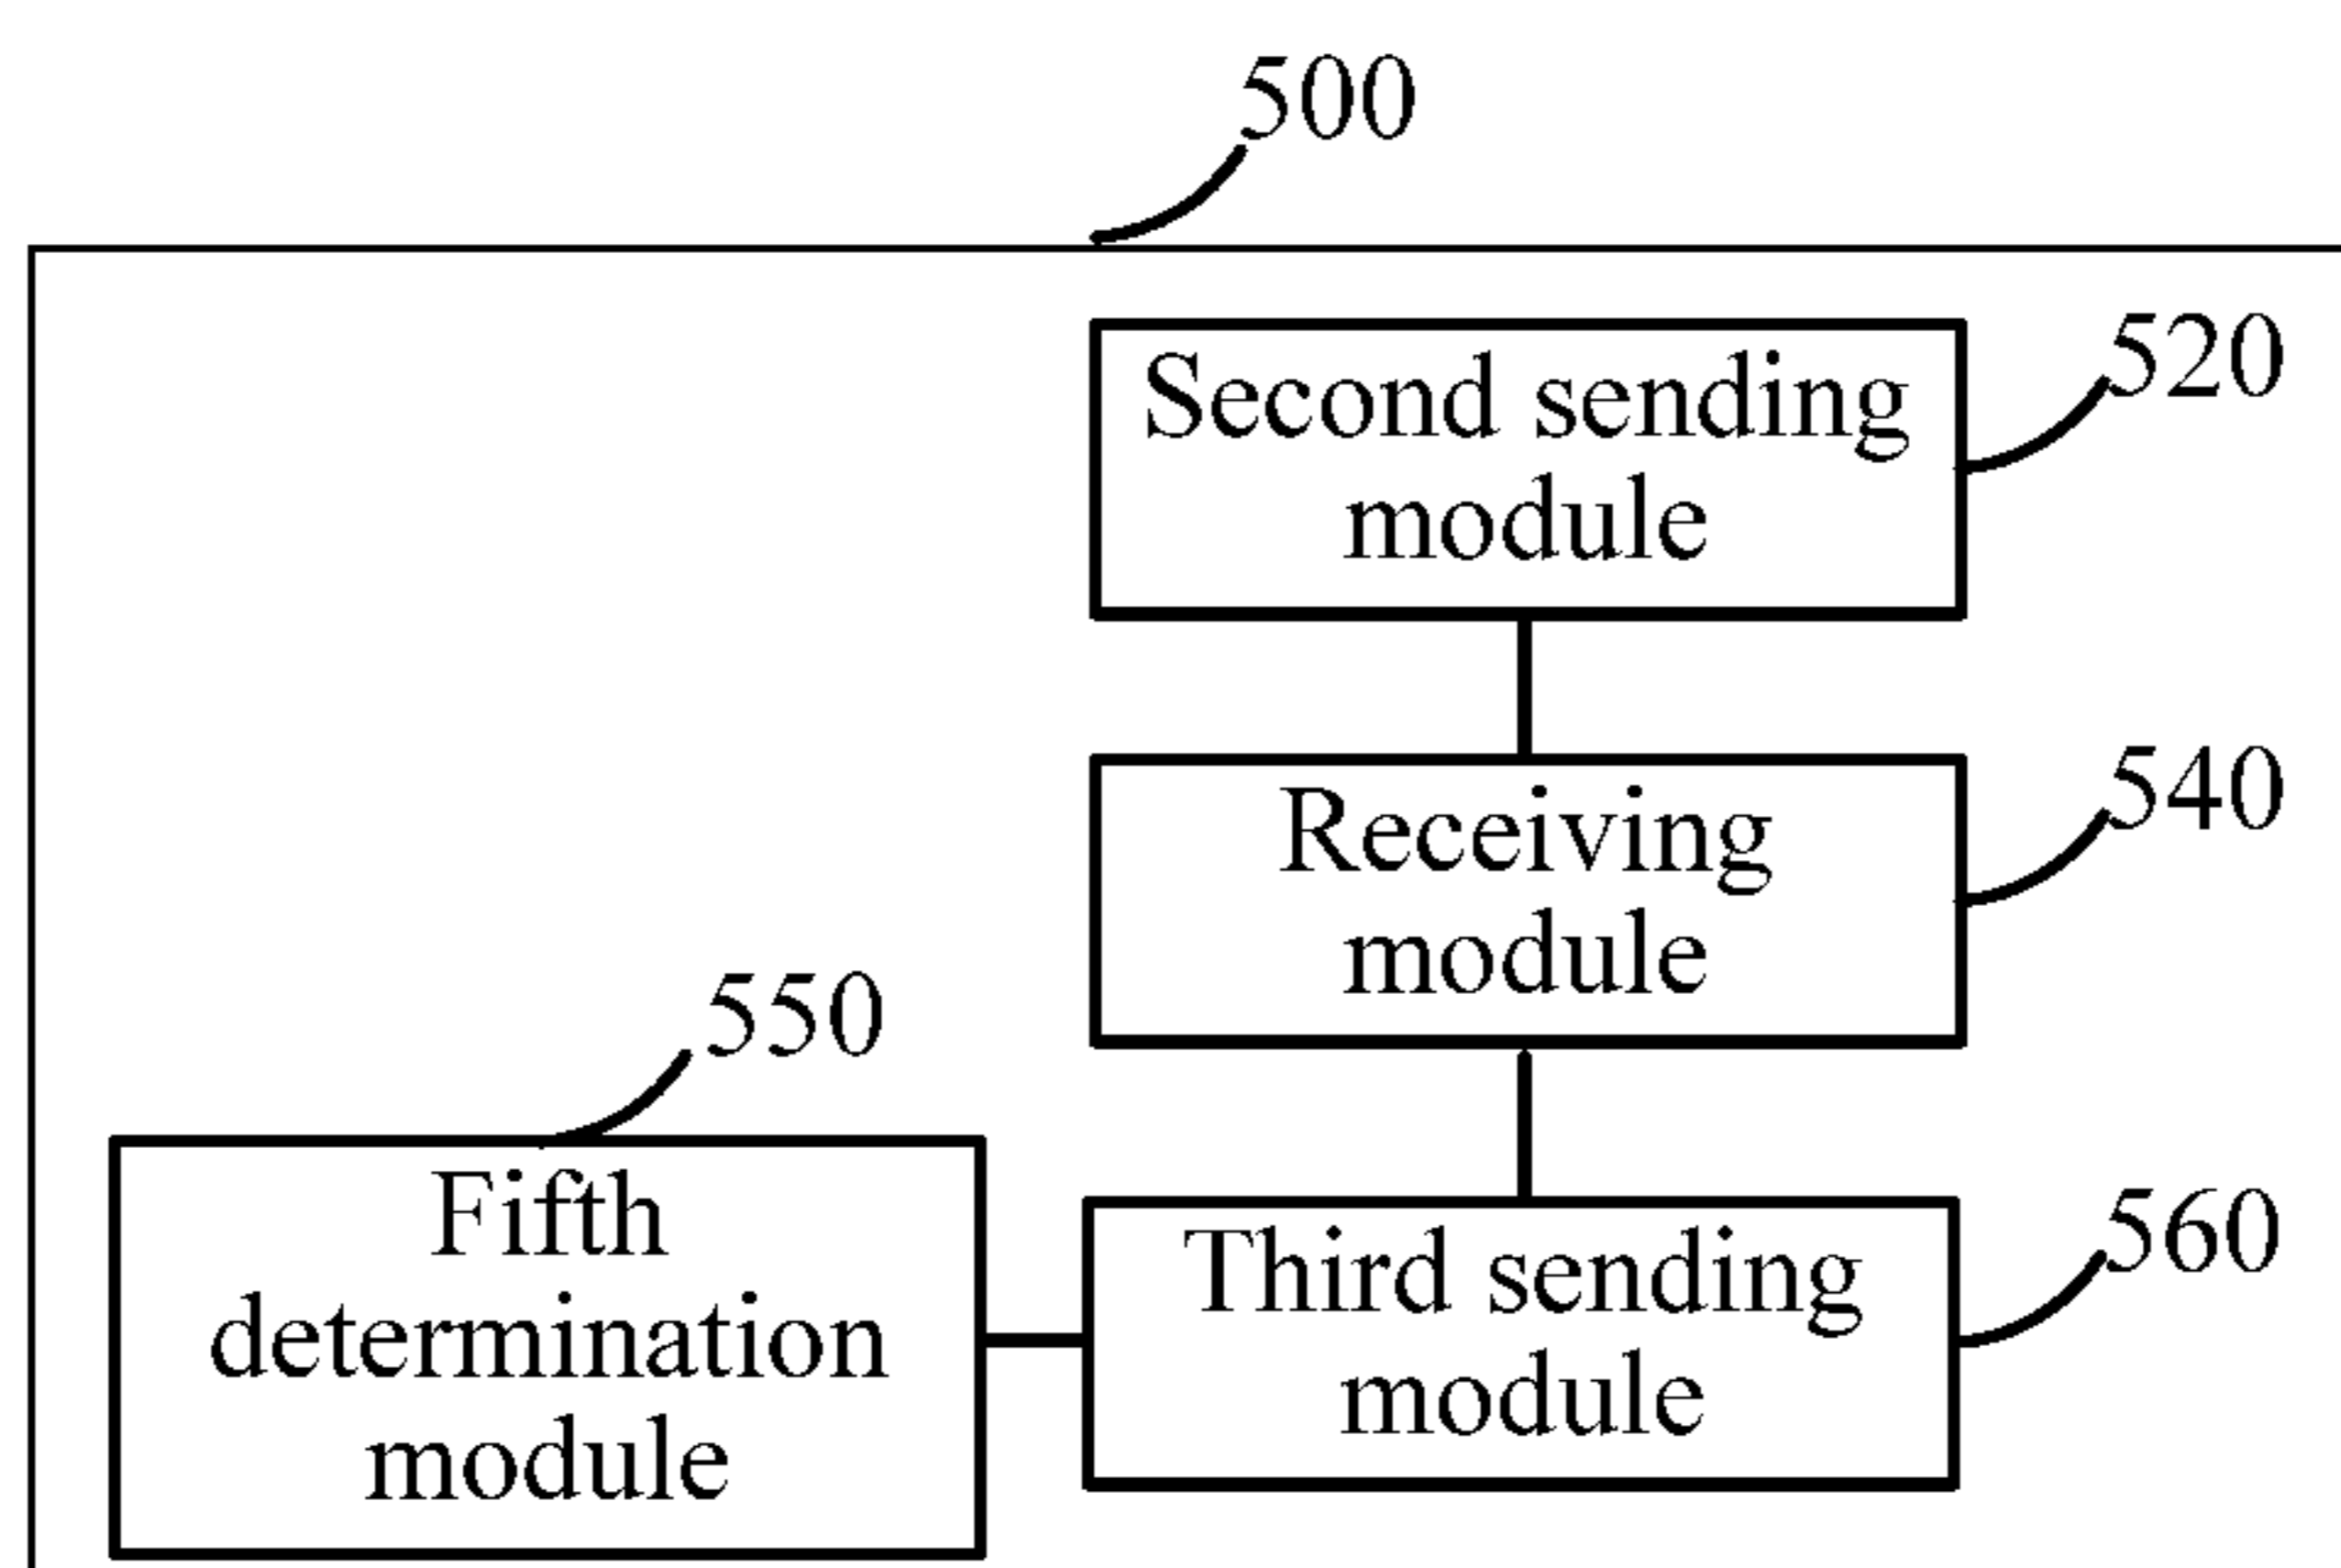 500
Second sending
module
520
Receiving
module
540
550
Fifth
determination
module
Third sending
module
560